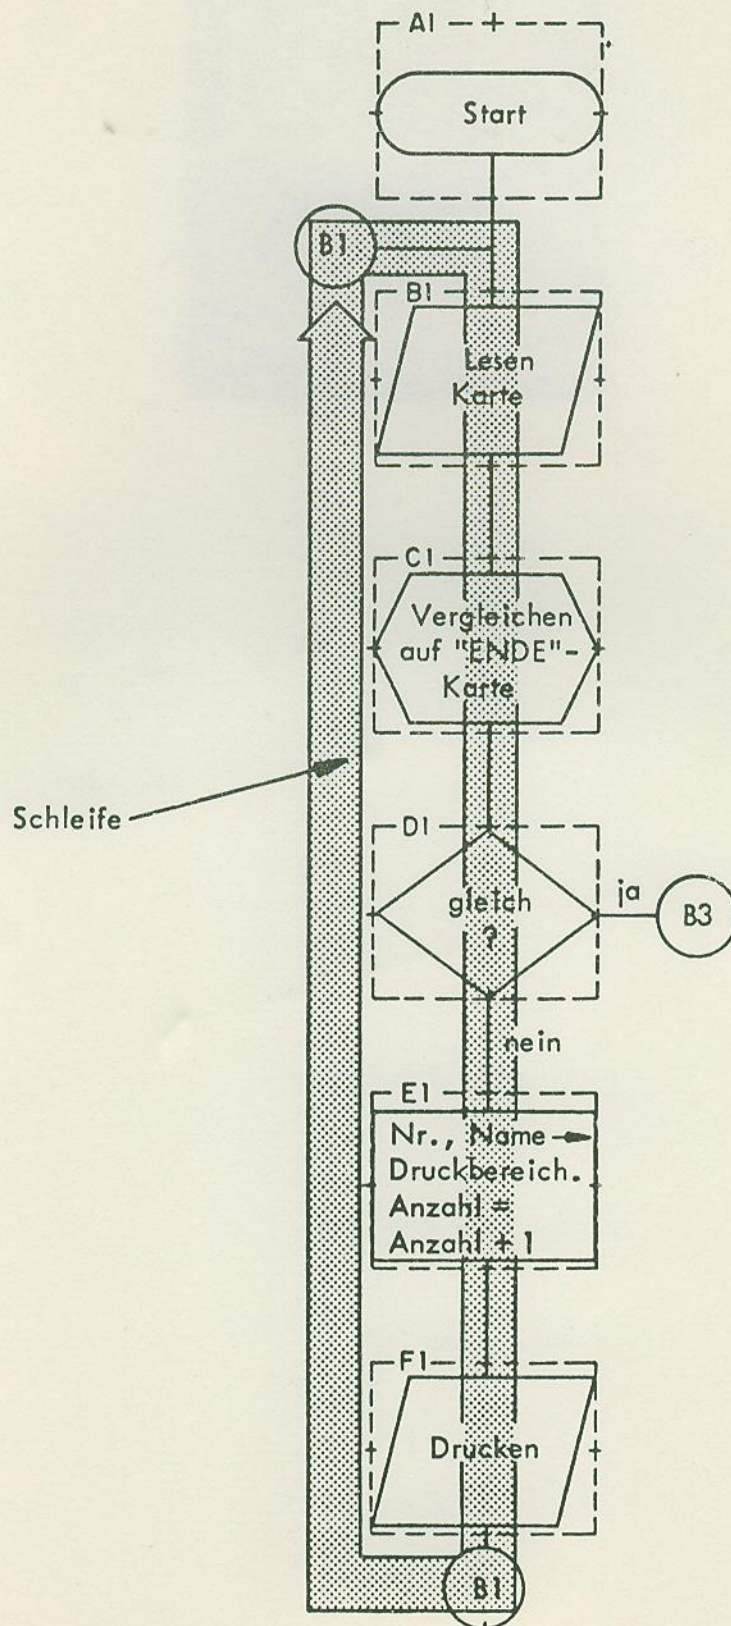 A1
Start
B1
B1
Lesen
Karte
C1
Vergleichen
auf "ENDE"-
Karte
Schleife
D1
gleich
?
ja
B3
nein
E1
Nr., Name →
Druckbereich.
Anzahl =
Anzahl + 1
F1
Drucken
B1